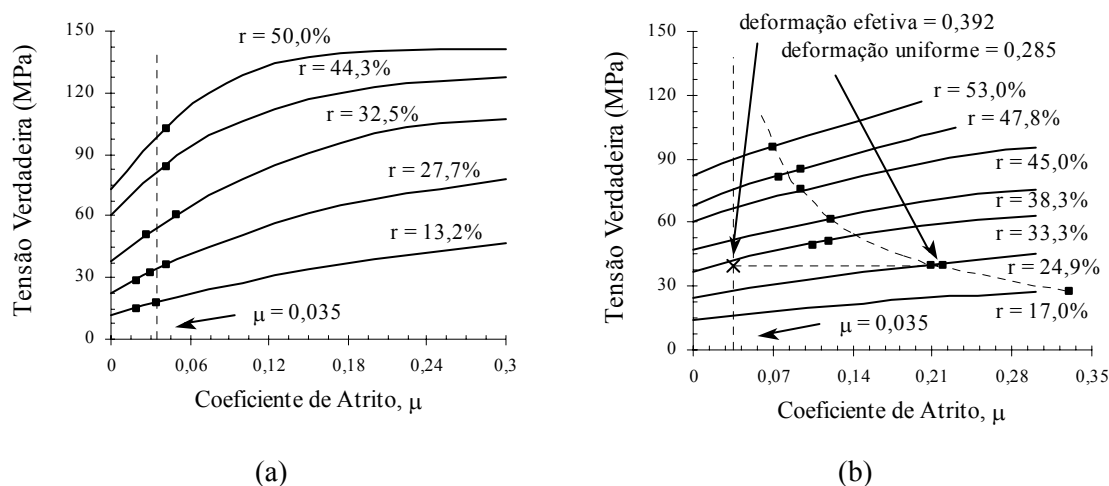 150
120
90
60
30
0
Tensão Verdadeira (MPa)
r = 50,0%
r = 44,3%
r = 32,5%
r = 27,7%
r = 13,2%
μ = 0,035
0
0,06
0,12
0,18
0,24
0,3
Coeficiente de Atrito, μ
(a)
deformação efetiva = 0,392
deformação uniforme = 0,285
150
120
90
60
30
0
Tensão Verdadeira (MPa)
r = 53,0%
r = 47,8%
r = 45,0%
r = 38,3%
r = 33,3%
r = 24,9%
r = 17,0%
μ = 0,035
0
0,07
0,14
0,21
0,28
0,35
Coeficiente de Atrito, μ
(b)